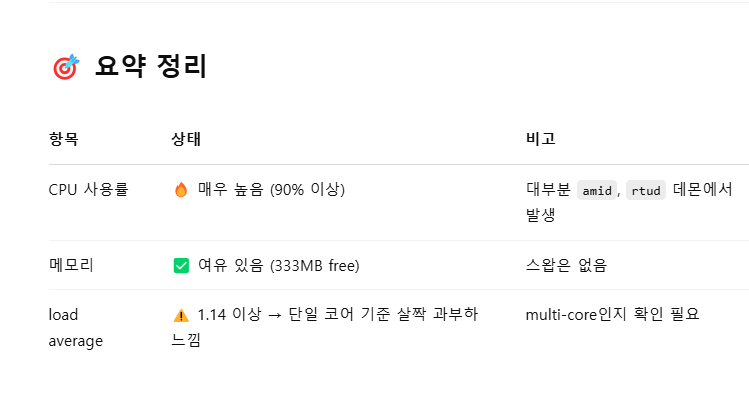 🎯 요약 정리
항목 상태 비고
CPU 사용률 🔥 매우 높음 (90% 이상) 대부분 amid, rtud 데몬에서
발생
메모리 ✅ 여유 있음 (333MB free) 스왑은 없음
load ⚠️ 1.14 이상 → 단일 코어 기준 살짝 과부하 multi-core인지 확인 필요
average 느낌